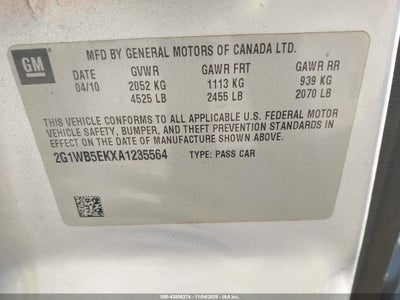 GM
MFD BY GENERAL MOTORS OF CANADA LTD.
DATE GVWR GAWR FRT GAWR RR
04/10 2052 KG 1113 KG 939 KG
4525 LB 2455 LB 2070 LB
THIS VEHICLE CONFORMS TO ALL APPLICABLE U.S. FEDERAL MOTOR
VEHICLE SAFETY, BUMPER, AND THEFT PREVENTION STANDARDS IN
EFFECT ON THE DATE OF MANUFACTURE SHOWN ABOVE.
2G1WB5EKXA1235564 TYPE: PASS CAR